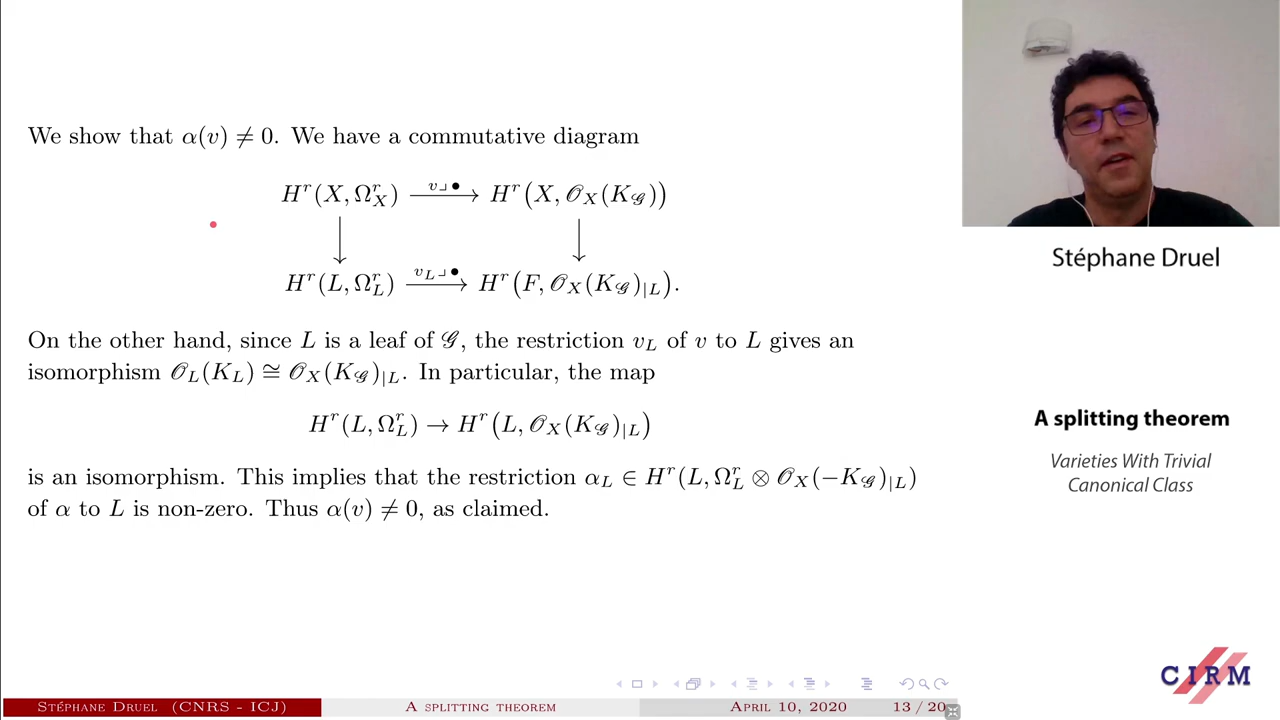 We show that α(v) ≠ 0. We have a commutative diagram
H^r(X, Ω^r_X) —v⌟•→ H^r(X, 𝒪_X(K_𝒢))
H^r(L, Ω^r_L) —v_L⌟•→ H^r(F, 𝒪_X(K_𝒢)_{|L}).
On the other hand, since L is a leaf of 𝒢, the restriction v_L of v to L gives an
isomorphism 𝒪_L(K_L) ≅ 𝒪_X(K_𝒢)_{|L}. In particular, the map
H^r(L, Ω^r_L) → H^r(L, 𝒪_X(K_𝒢)_{|L})
is an isomorphism. This implies that the restriction α_L ∈ H^r(L, Ω^r_L ⊗ 𝒪_X(−K_𝒢)_{|L})
of α to L is non-zero. Thus α(v) ≠ 0, as claimed.
Stéphane Druel (CNRS - ICJ) A splitting theorem April 10, 2020 13 / 20
Stéphane Druel
A splitting theorem
Varieties With Trivial
Canonical Class
CIRM